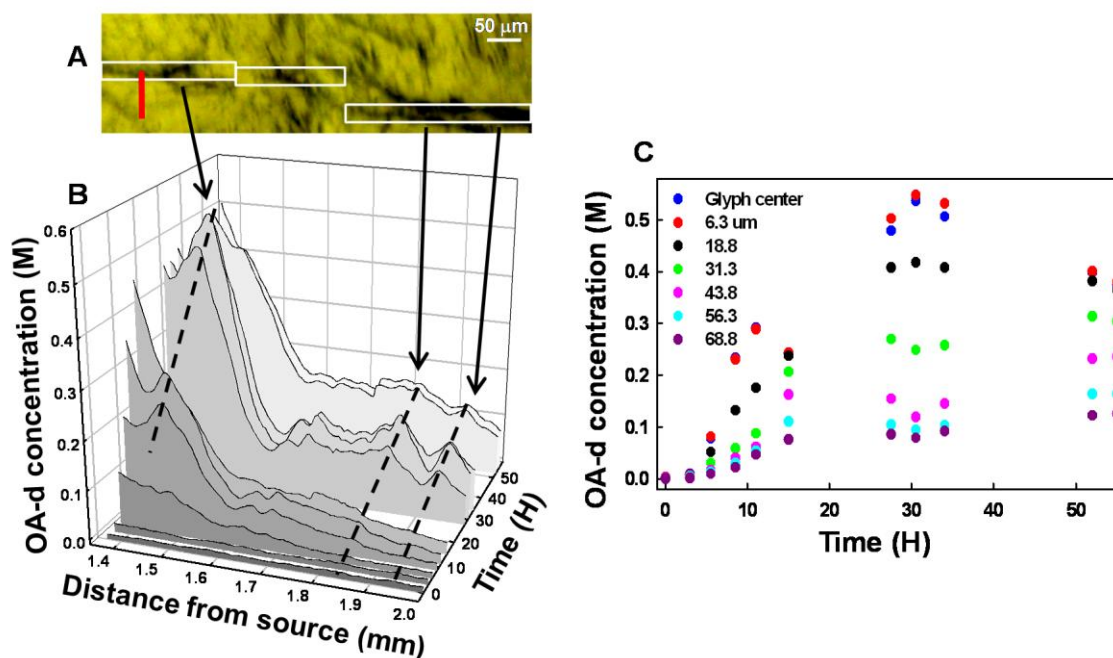 A
50 µm
B
OA-d concentration (M)
0.6
0.5
0.4
0.3
0.2
0.1
0.0
1.4
1.5
1.6
1.7
1.8
1.9
2.0
Distance from source (mm)
50
40
30
20
10
0
Time (H)
C
OA-d concentration (M)
0.5
0.4
0.3
0.2
0.1
0.0
Glyph center
6.3 um
18.8
31.3
43.8
56.3
68.8
0 10 20 30 40 50
Time (H)